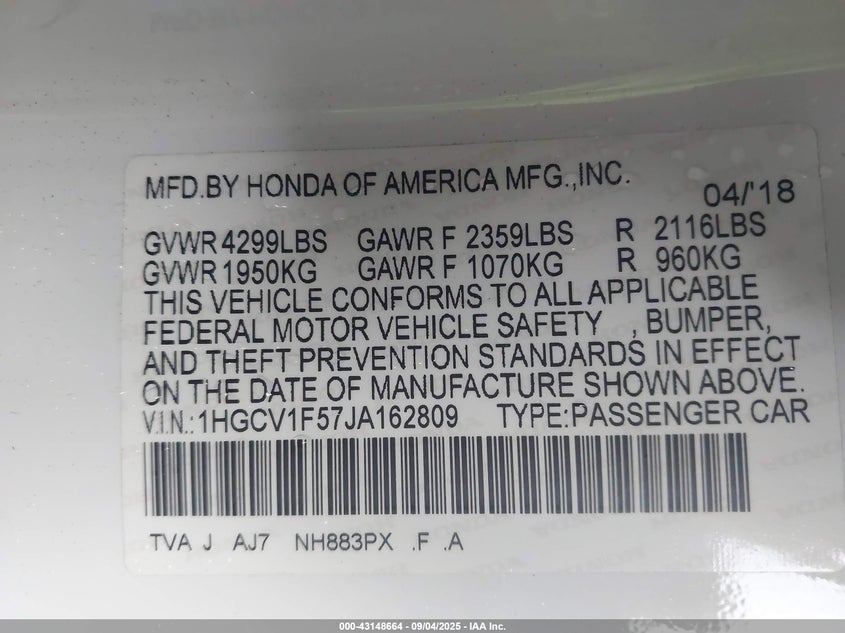 MFD.BY HONDA OF AMERICA MFG.,INC. 04/'18
GVWR 4299LBS GAWR F 2359LBS R 2116LBS
GVWR 1950KG GAWR F 1070KG R 960KG
THIS VEHICLE CONFORMS TO ALL APPLICABLE
FEDERAL MOTOR VEHICLE SAFETY , BUMPER,
AND THEFT PREVENTION STANDARDS IN EFFECT
ON THE DATE OF MANUFACTURE SHOWN ABOVE.
V.I.N.:1HGCV1F57JA162809 TYPE:PASSENGER CAR
TVA J AJ7 NH883PX .F .A
000-43148664 - 09/04/2025 - IAA Inc.